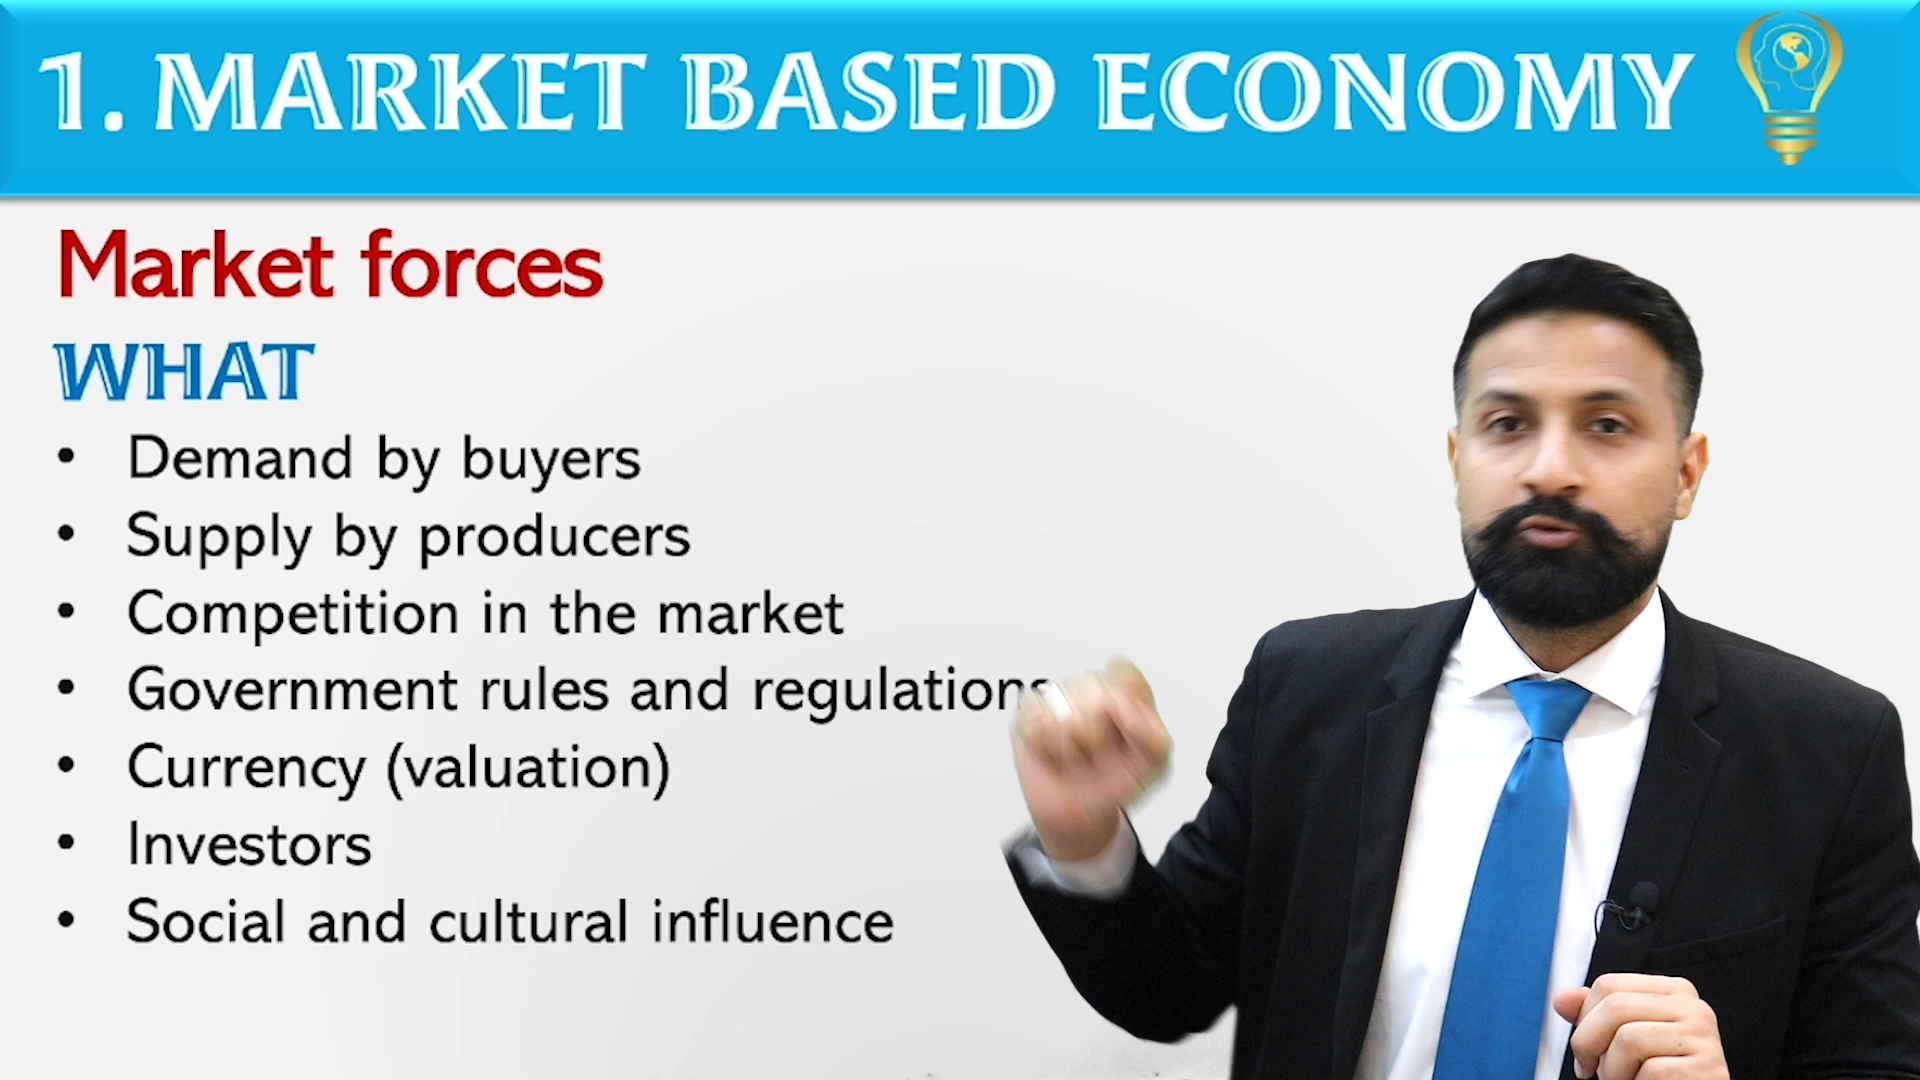 1. MARKET BASED ECONOMY
Market forces
WHAT
• Demand by buyers
• Supply by producers
• Competition in the market
• Government rules and regulations
• Currency (valuation)
• Investors
• Social and cultural influence